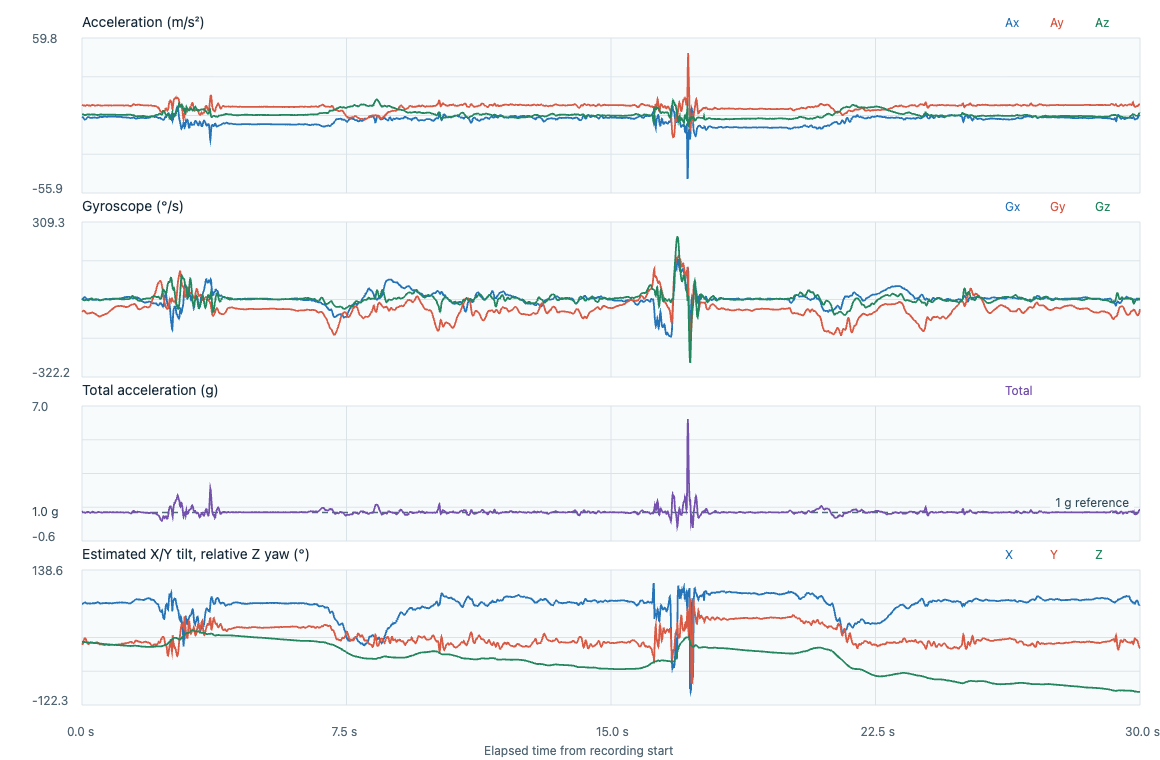 Acceleration (m/s²) Ax Ay Az
59.8
-55.9
Gyroscope (°/s) Gx Gy Gz
309.3
-322.2
Total acceleration (g) Total
7.0
1 g reference
1.0 g
-0.6
Estimated X/Y tilt, relative Z yaw (°) X Y Z
138.6
-122.3
0.0 s 7.5 s 15.0 s 22.5 s 30.0 s
Elapsed time from recording start